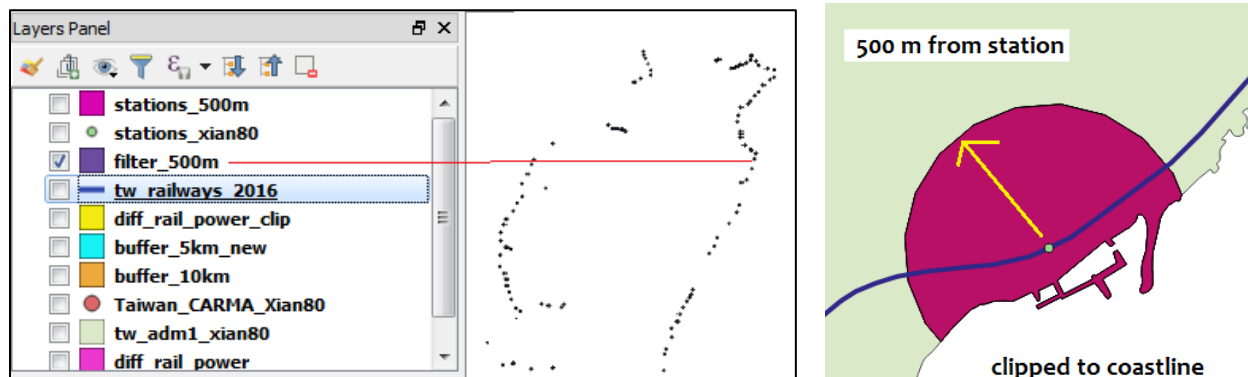 Layers Panel
stations_500m
stations_xian80
filter_500m
tw_railways_2016
diff_rail_power_clip
buffer_5km_new
buffer_10km
Taiwan_CARMA_Xian80
tw_adm1_xian80
diff_rail_power
500 m from station
clipped to coastline